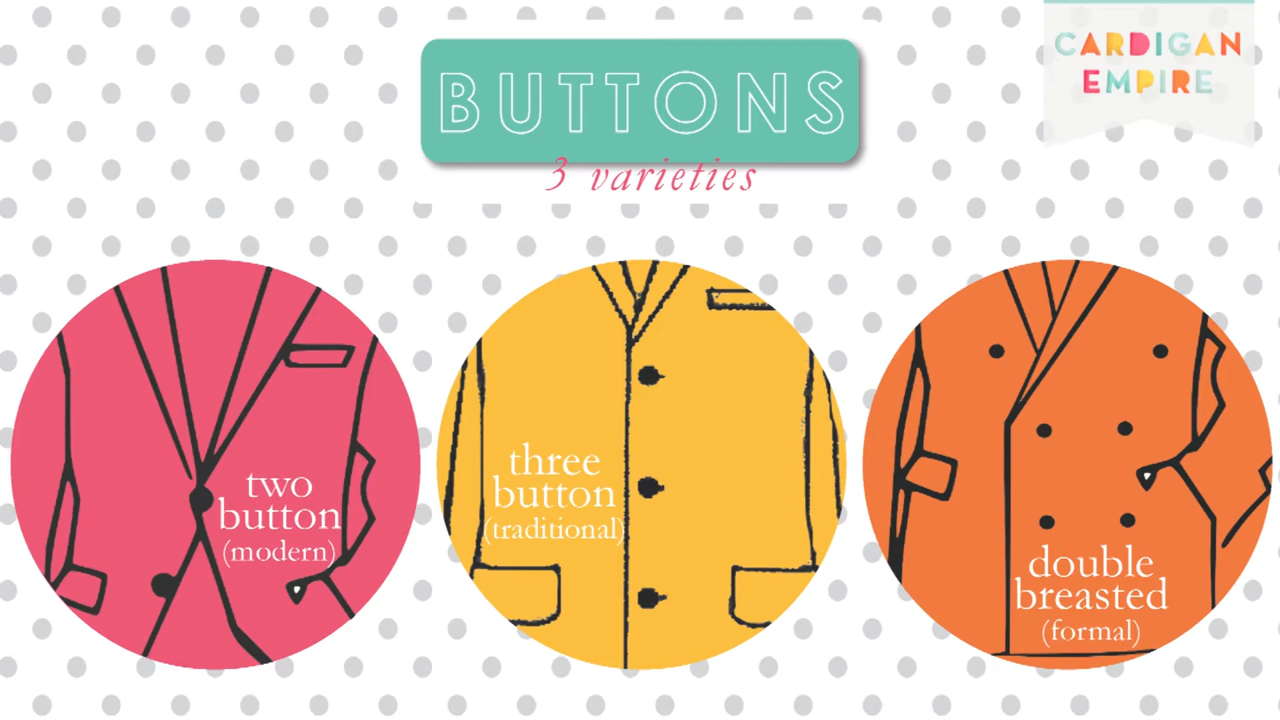 CARDIGAN
EMPIRE
BUTTONS
3 varieties
two
button
(modern)
three
button
(traditional)
double
breasted
(formal)